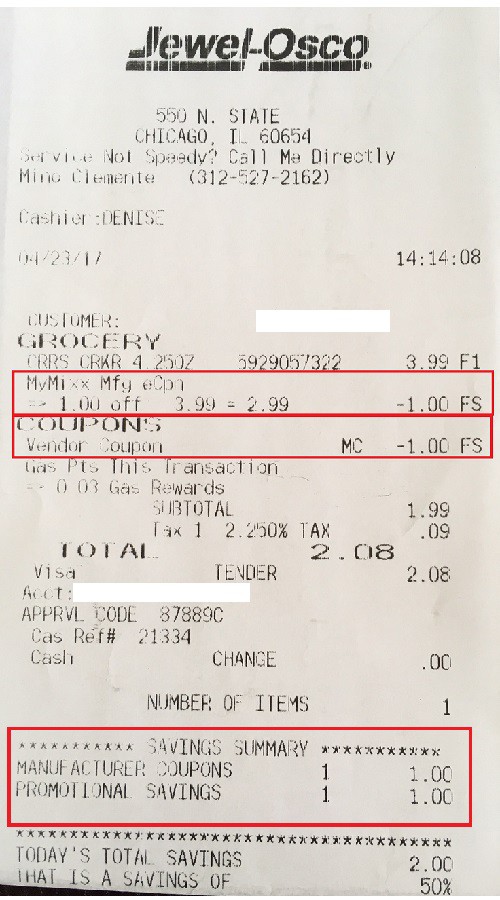 Jewel-Osco
550 N. STATE
CHICAGO, IL 60654
Service Not Speedy? Call Me Directly
Mino Clemente (312-527-2162)
Cashier:DENISE
04/23/17 14:14:08
CUSTOMER:
GROCERY
CRRS CRKR 4.25OZ 5929057322 3.99 F1
MyMixx Mfg eCpn
=> 1.00 off 3.99 = 2.99 -1.00 FS
COUPONS
Vendor Coupon MC -1.00 FS
Gas Pts This Transaction
=> 0.03 Gas Rewards
SUBTOTAL 1.99
Tax 1 2.250% TAX .09
TOTAL 2.08
Visa TENDER 2.08
Acct:
APPRVL CODE 87889C
Cas Ref# 21334
Cash CHANGE .00
NUMBER OF ITEMS 1
*********** SAVINGS SUMMARY ***********
MANUFACTURER COUPONS 1 1.00
PROMOTIONAL SAVINGS 1 1.00
****************************************
TODAY'S TOTAL SAVINGS 2.00
THAT IS A SAVINGS OF 50%